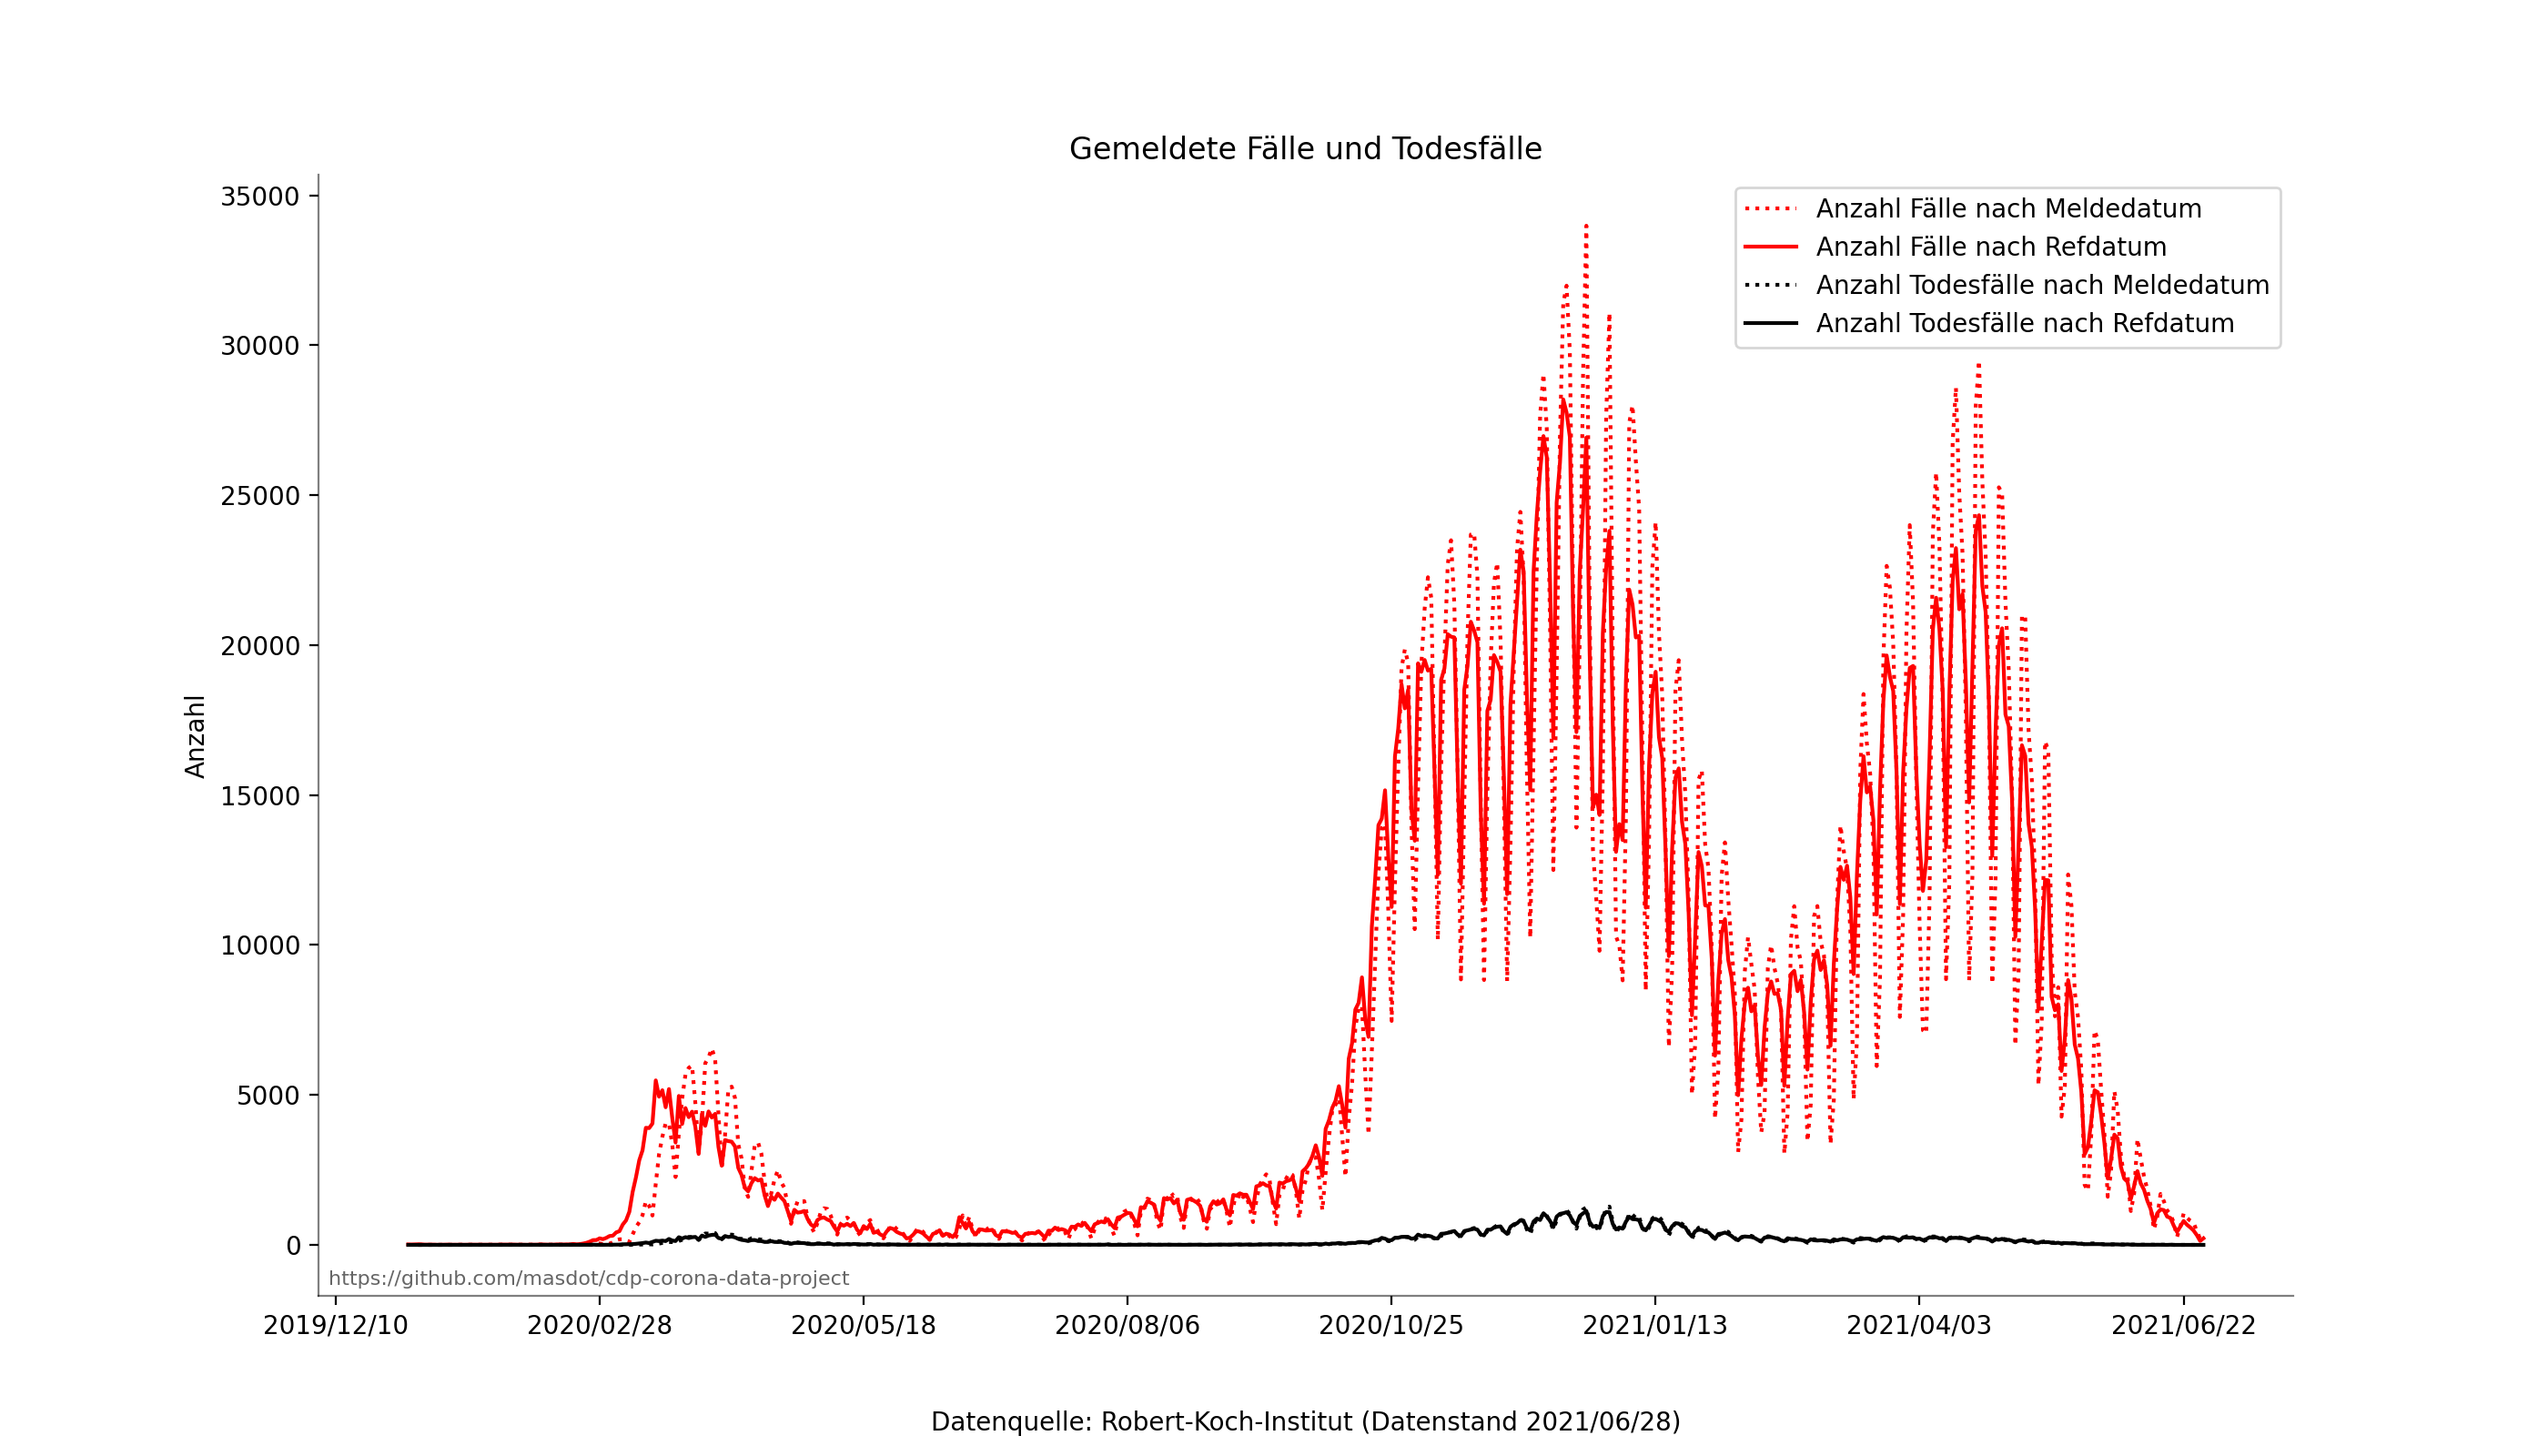 Gemeldete Fälle und Todesfälle
35000
30000
25000
20000
15000
10000
5000
0
Anzahl
Anzahl Fälle nach Meldedatum
Anzahl Fälle nach Refdatum
Anzahl Todesfälle nach Meldedatum
Anzahl Todesfälle nach Refdatum
https://github.com/masdot/cdp-corona-data-project
2019/12/10 2020/02/28 2020/05/18 2020/08/06 2020/10/25 2021/01/13 2021/04/03 2021/06/22
Datenquelle: Robert-Koch-Institut (Datenstand 2021/06/28)